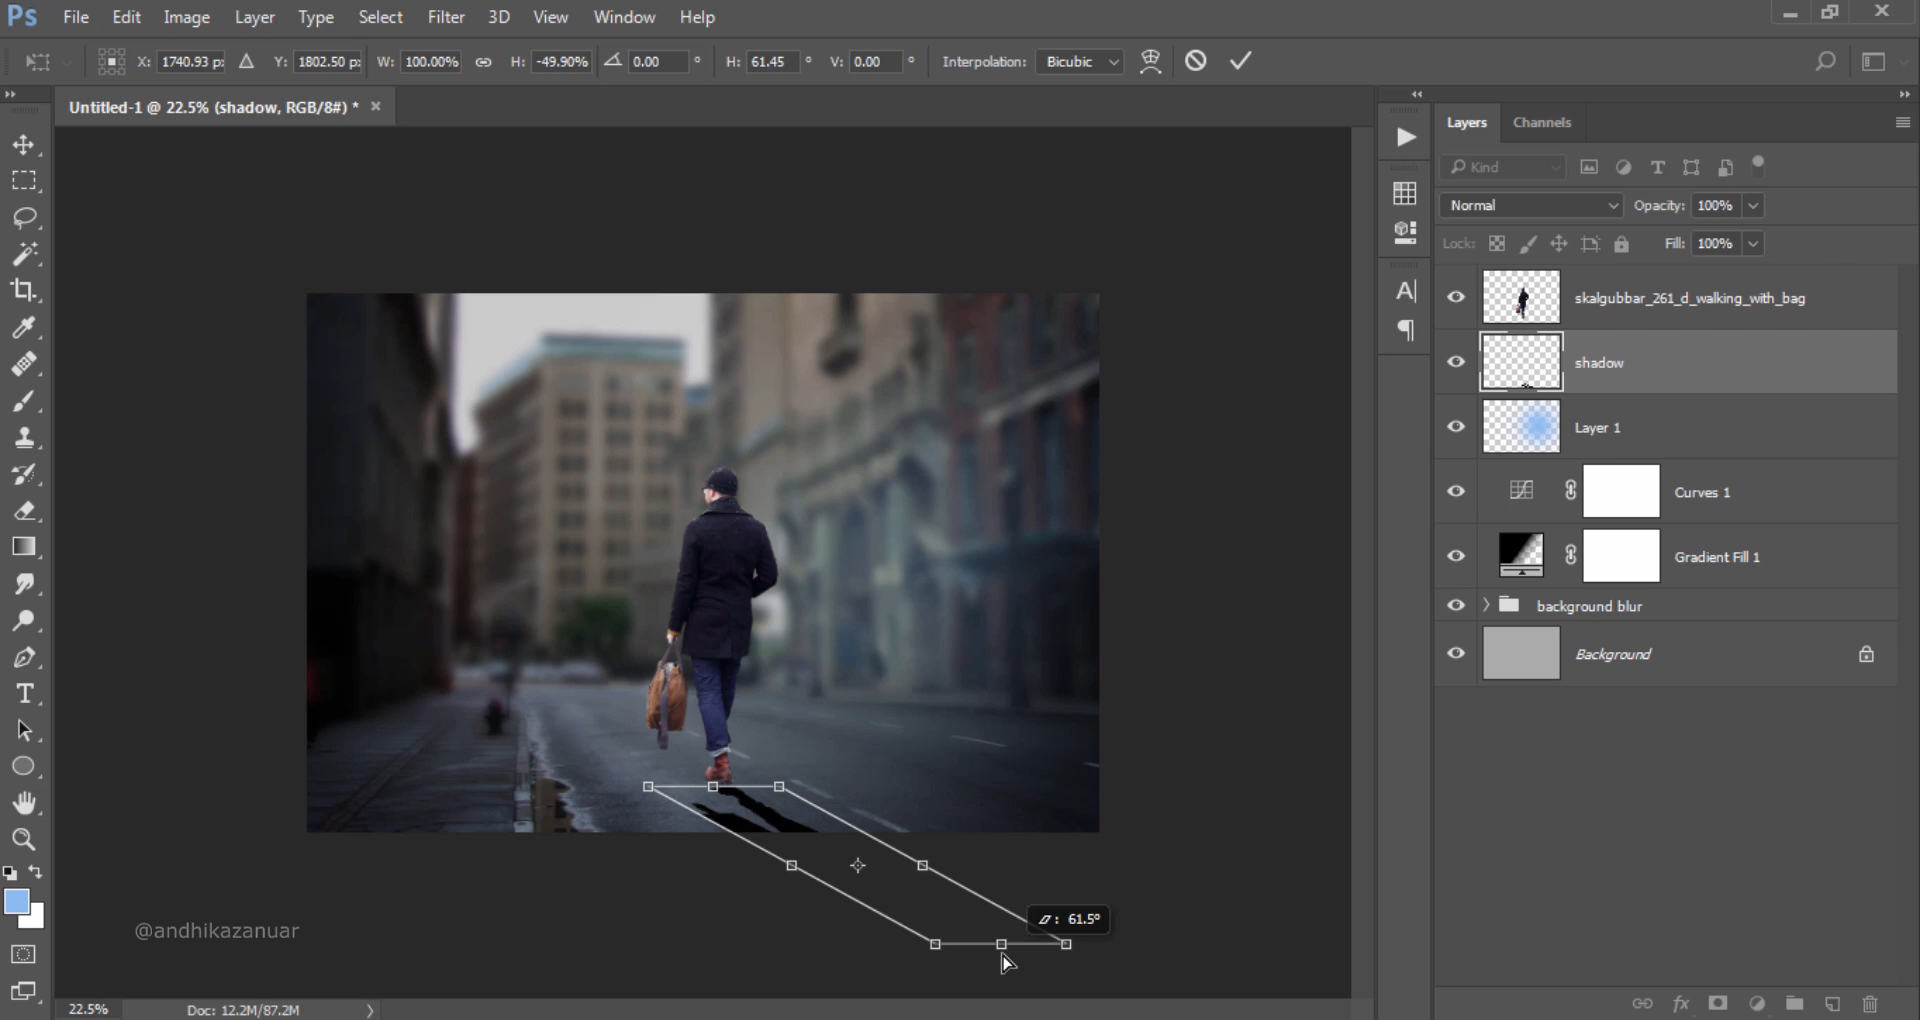 Ps File Edit Image Layer Type Select Filter 3D View Window Help
X: 1740.93 p Y: 1802.50 p W: 100.00% H: -49.90% 0.00 ° H: 61.45 ° V: 0.00 ° Interpolation: Bicubic
Untitled-1 @ 22.5% (shadow, RGB/8#) *
Layers Channels
Kind
Normal Opacity: 100%
Lock: Fill: 100%
skalgubbar_261_d_walking_with_bag
shadow
Layer 1
Curves 1
Gradient Fill 1
background blur
Background
61.5°
@andhikazanuar
22.5% Doc: 12.2M/87.2M